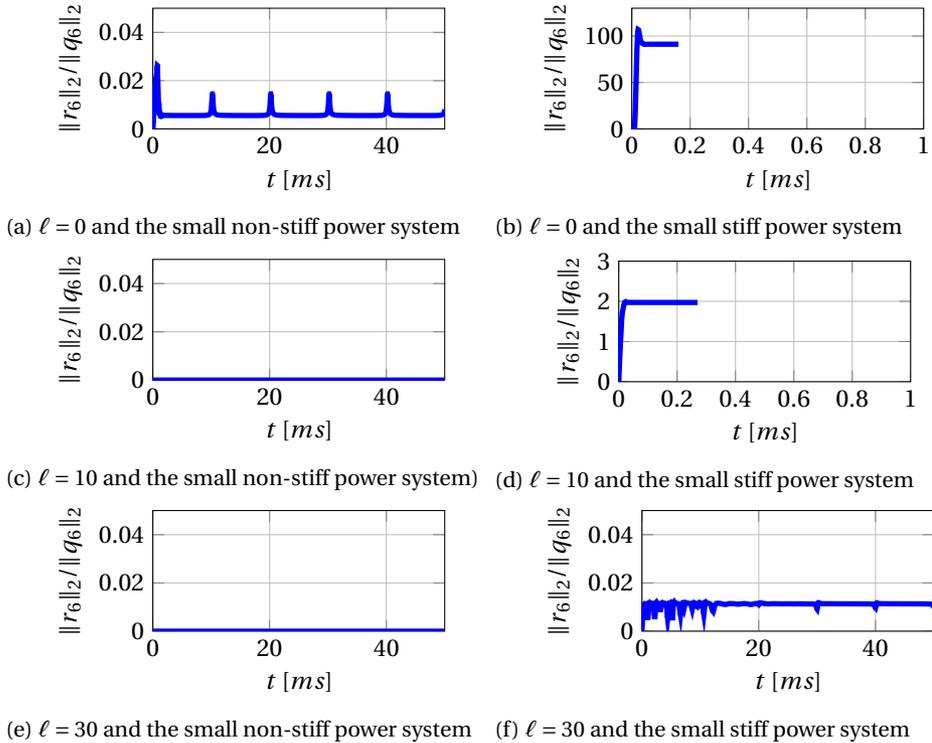 ‖r₆‖₂/‖q₆‖₂
0.04
0.02
0
0 20 40
t [ms]
(a) ℓ = 0 and the small non-stiff power system
‖r₆‖₂/‖q₆‖₂
100
50
0
0 0.2 0.4 0.6 0.8 1
t [ms]
(b) ℓ = 0 and the small stiff power system
‖r₆‖₂/‖q₆‖₂
0.04
0.02
0
0 20 40
t [ms]
(c) ℓ = 10 and the small non-stiff power system)
‖r₆‖₂/‖q₆‖₂
3
2
1
0
0 0.2 0.4 0.6 0.8 1
t [ms]
(d) ℓ = 10 and the small stiff power system
‖r₆‖₂/‖q₆‖₂
0.04
0.02
0
0 20 40
t [ms]
(e) ℓ = 30 and the small non-stiff power system
‖r₆‖₂/‖q₆‖₂
0.04
0.02
0
0 20 40
t [ms]
(f) ℓ = 30 and the small stiff power system